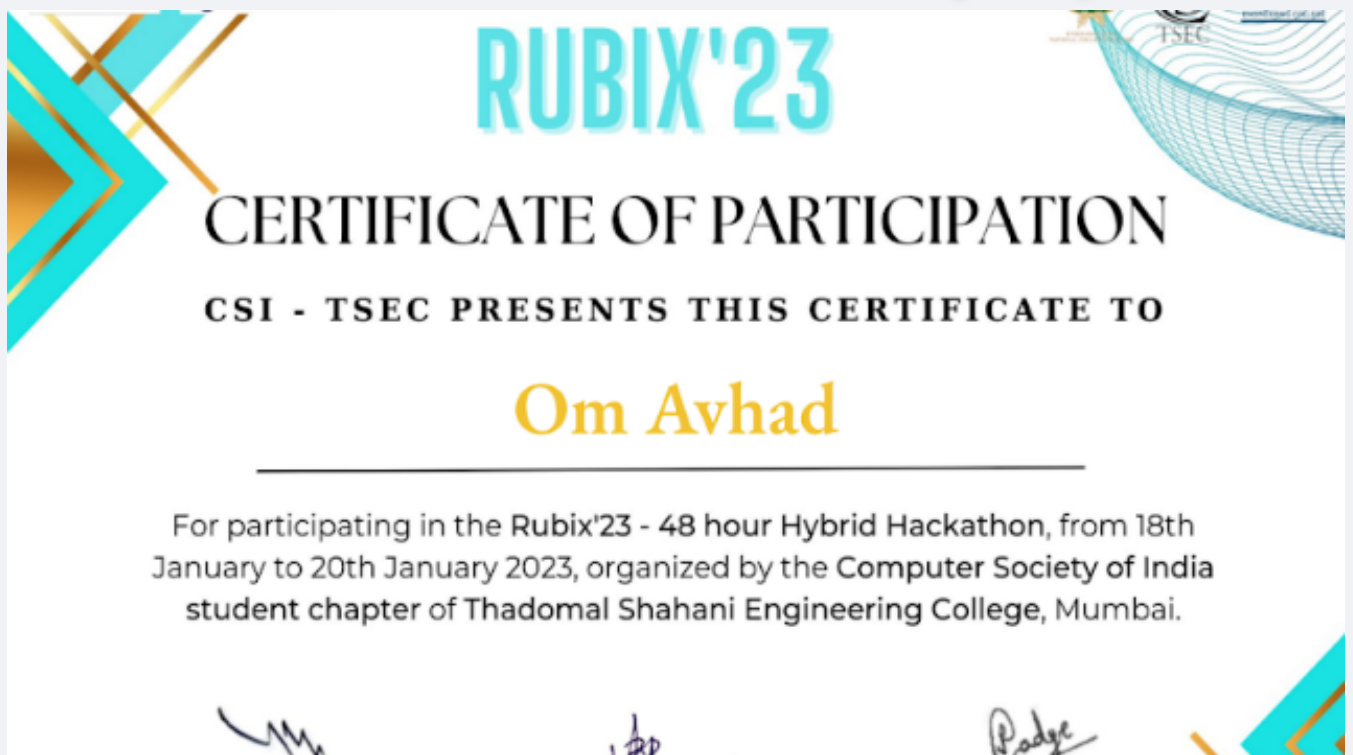 TSEC
RUBIX'23
CERTIFICATE OF PARTICIPATION
CSI - TSEC PRESENTS THIS CERTIFICATE TO
Om Avhad
For participating in the Rubix'23 - 48 hour Hybrid Hackathon, from 18th
January to 20th January 2023, organized by the Computer Society of India
student chapter of Thadomal Shahani Engineering College, Mumbai.